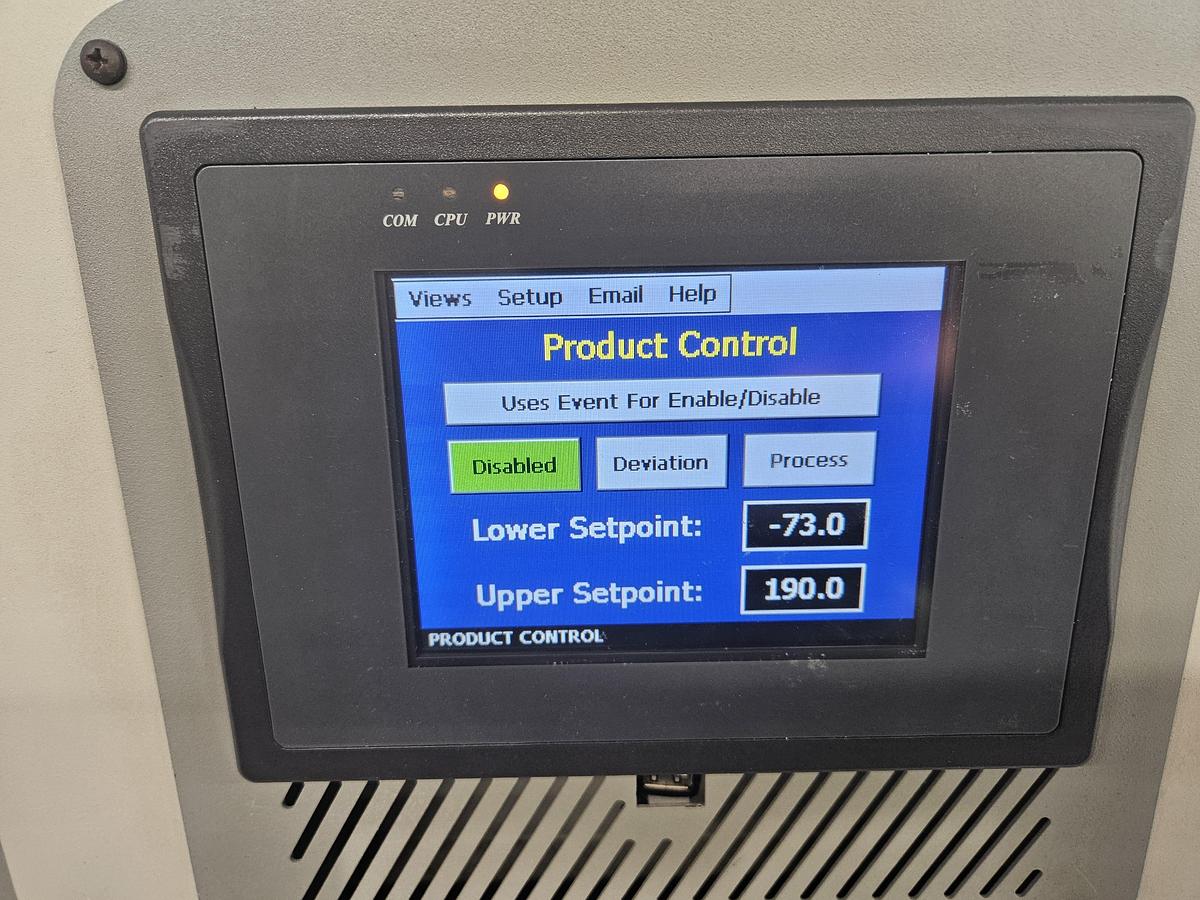 COM CPU PWR
Views Setup Email Help
Product Control
Uses Event For Enable/Disable
Disabled Deviation Process
Lower Setpoint: -73.0
Upper Setpoint: 190.0
PRODUCT CONTROL